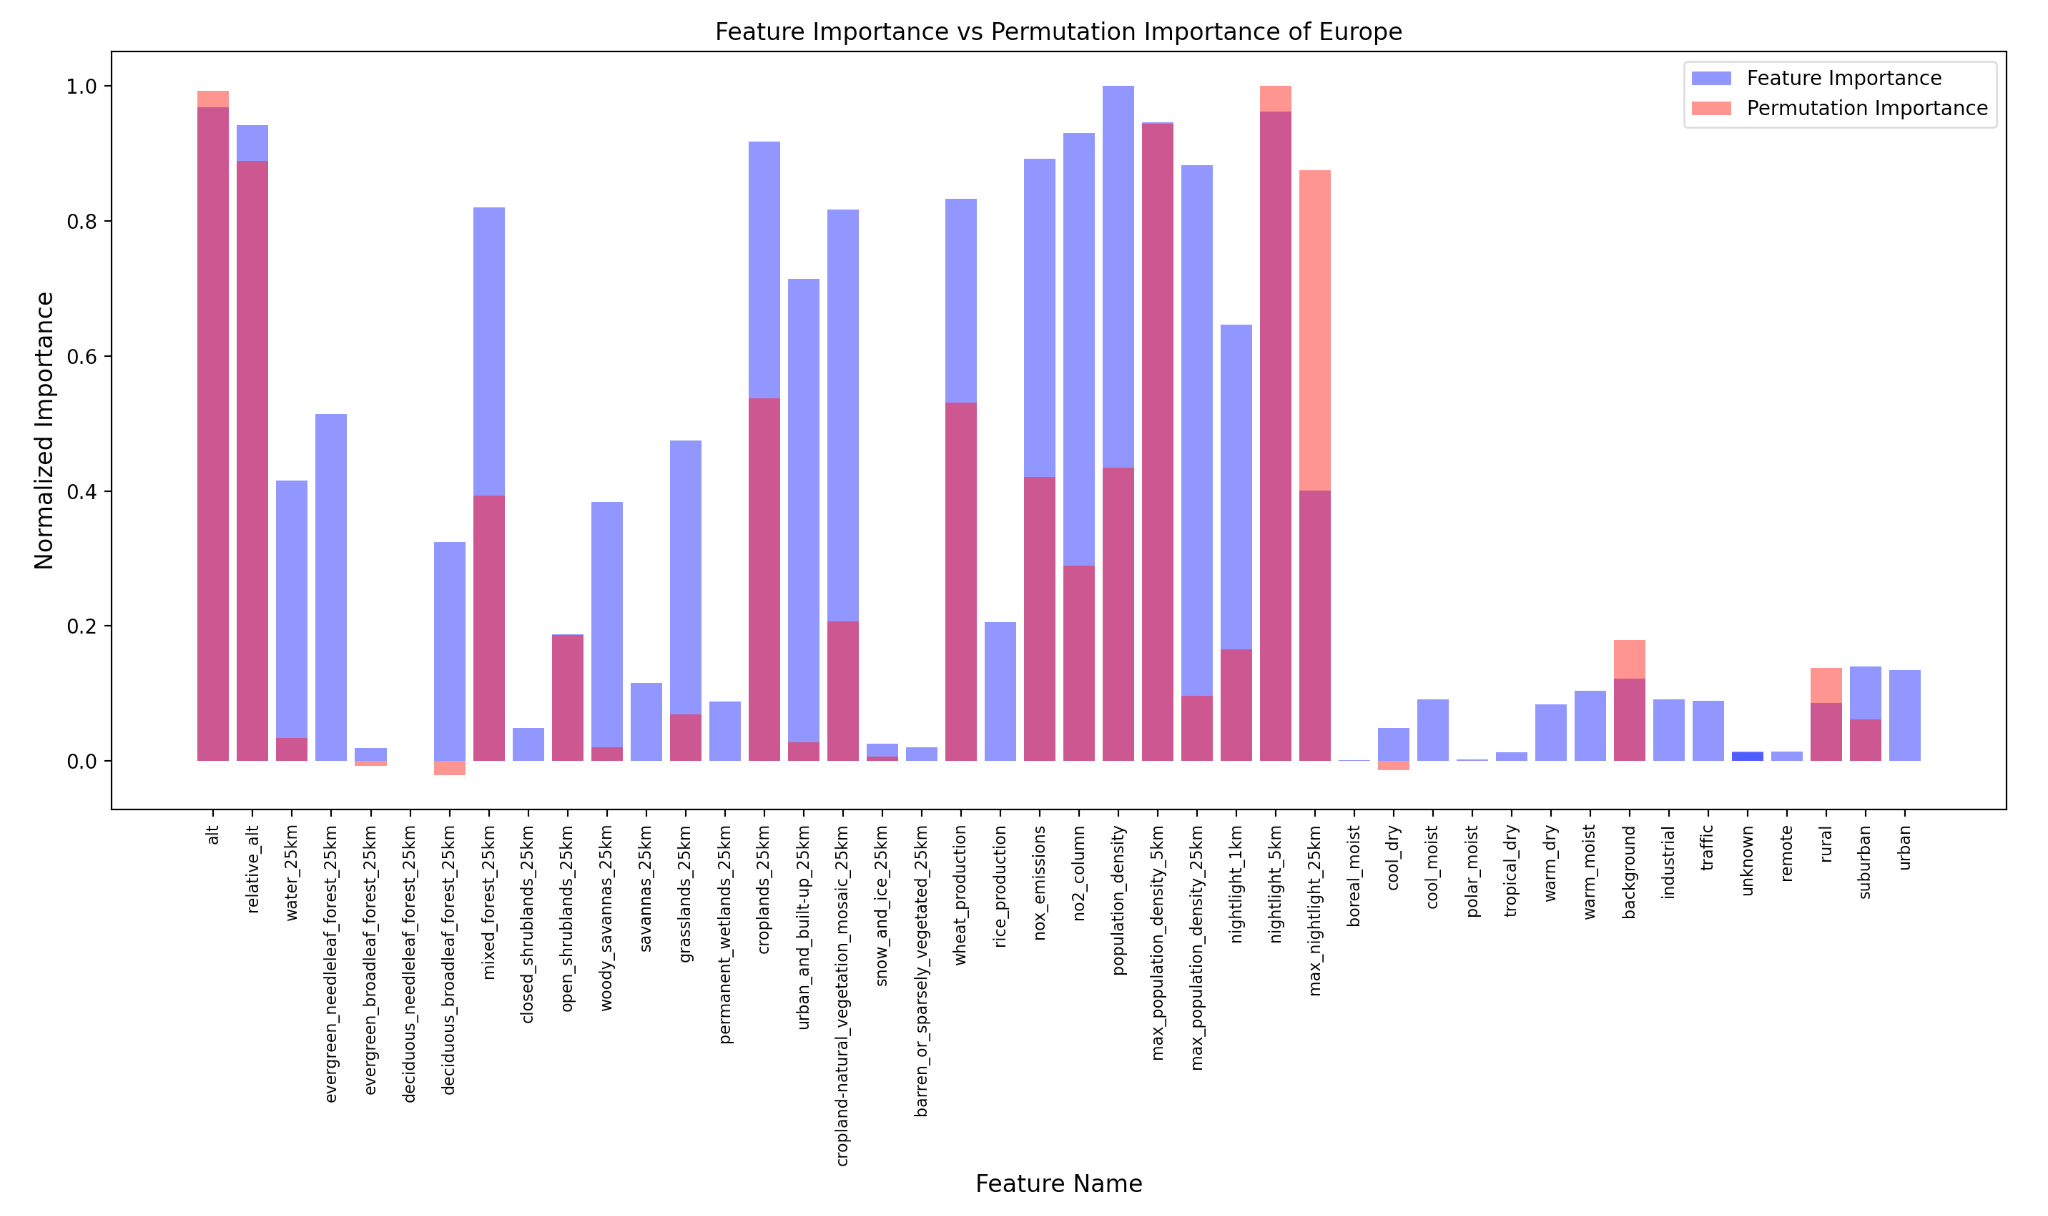 Feature Importance vs Permutation Importance of Europe
Feature Importance
Permutation Importance
Normalized Importance
1.0
0.8
0.6
0.4
0.2
0.0
alt
relative_alt
water_25km
evergreen_needleleaf_forest_25km
evergreen_broadleaf_forest_25km
deciduous_needleleaf_forest_25km
deciduous_broadleaf_forest_25km
mixed_forest_25km
closed_shrublands_25km
open_shrublands_25km
woody_savannas_25km
savannas_25km
grasslands_25km
permanent_wetlands_25km
croplands_25km
urban_and_built-up_25km
cropland-natural_vegetation_mosaic_25km
snow_and_ice_25km
barren_or_sparsely_vegetated_25km
wheat_production
rice_production
nox_emissions
no2_column
population_density
max_population_density_5km
max_population_density_25km
nightlight_1km
nightlight_5km
max_nightlight_25km
boreal_moist
cool_dry
cool_moist
polar_moist
tropical_dry
warm_dry
warm_moist
background
industrial
traffic
unknown
remote
rural
suburban
urban
Feature Name